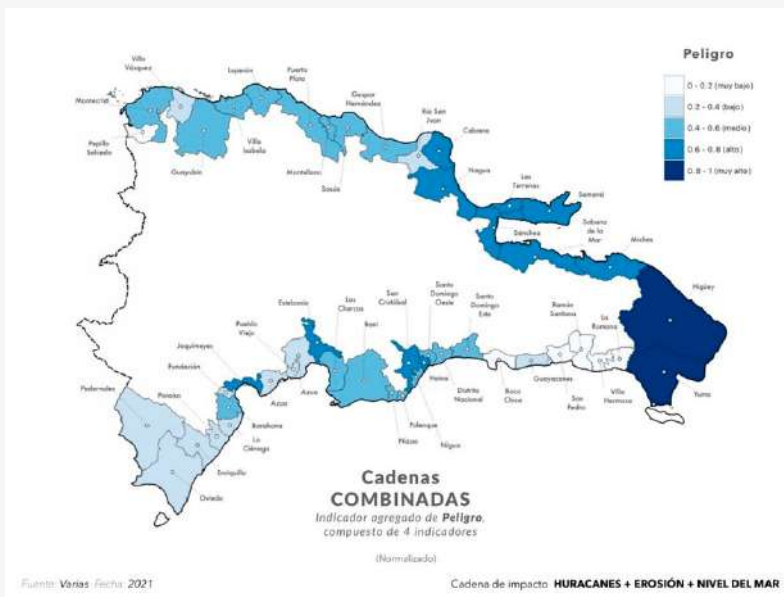 Peligro
0 - 0.2 (muy bajo)
0.2 - 0.4 (bajo)
0.4 - 0.6 (medio)
0.6 - 0.8 (alto)
0.8 - 1 (muy alto)
Villa
Vásquez
Montecristi
Pepillo
Salcedo
Guayubín
Villa
Isabela
Luperón
Puerto
Plata
Montellano
Sosúa
Gaspar
Hernández
Río San
Juan
Cabrera
Nagua
Las
Terrenas
Samaná
Sánchez
Sabana
de la
Mar
Miches
Higüey
Yuma
Estebanía
Las
Charcas
Baní
San
Cristóbal
Santo
Domingo
Oeste
Santo
Domingo
Este
Ramón
Santana
La
Romana
Pueblo
Viejo
Jaquimeyes
Fundación
Pedernales
Paraíso
Azua
Azua
Barahona
La
Ciénaga
Enriquillo
Oviedo
Haina
Distrito
Nacional
Boca
Chica
Guayacanes
San
Pedro
Villa
Hermosa
Palenque
Nizao
Nigua
Cadenas
COMBINADAS
Indicador agregado de Peligro,
compuesto de 4 indicadores
(Normalizado)
Fuente: Varias Fecha: 2021
Cadena de impacto HURACANES + EROSIÓN + NIVEL DEL MAR